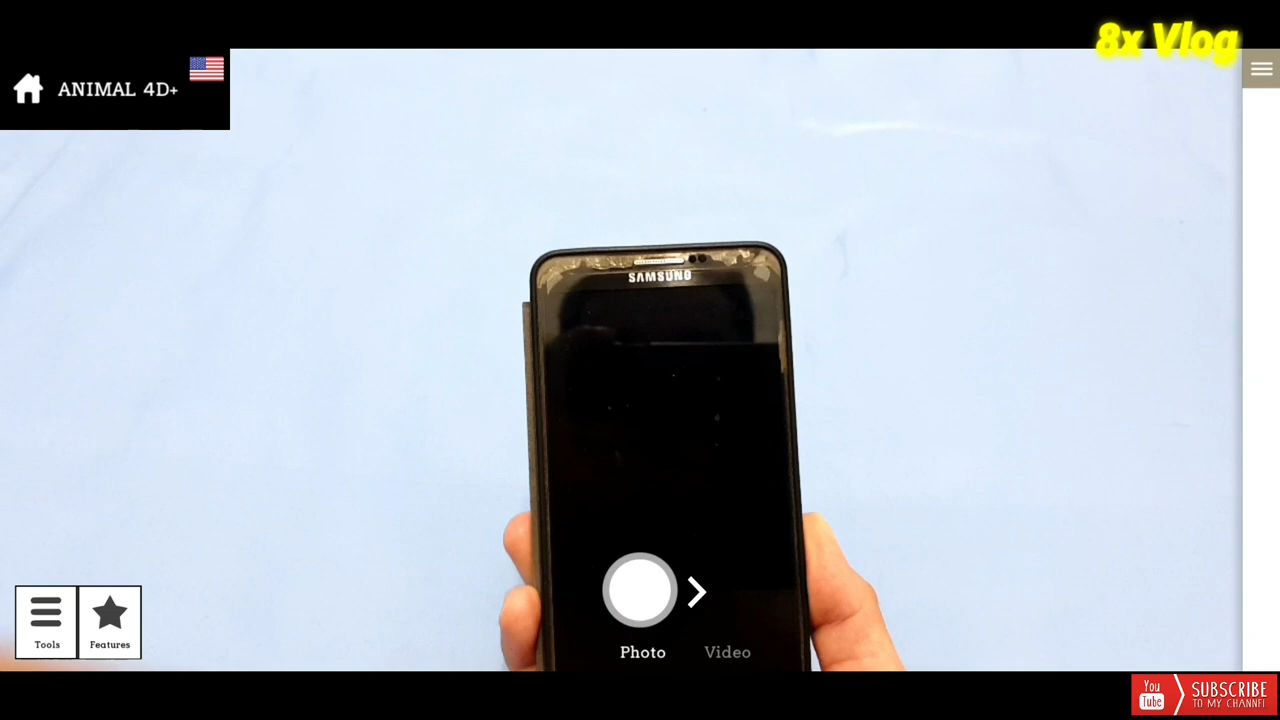 8x Vlog
ANIMAL 4D+
SAMSUNG
Tools
Features
Photo
Video
You
Tube
SUBSCRIBE
TO MY CHANNEL